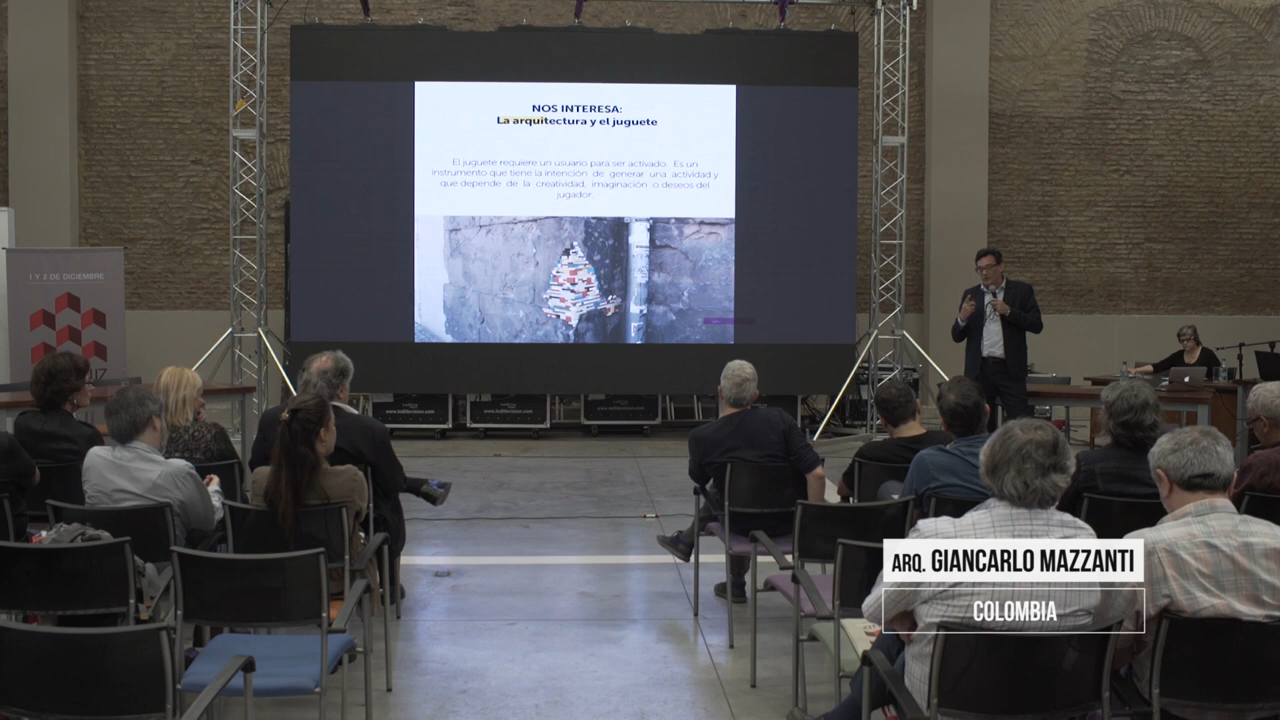 NOS INTERESA:
La arquitectura y el juguete
El juguete requiere un usuario para ser activado. Es un
instrumento que tiene la intención de generar una actividad y
que depende de la creatividad, imaginación o deseos del
jugador.
1 Y 2 DE DICIEMBRE
ARQ. GIANCARLO MAZZANTI
COLOMBIA